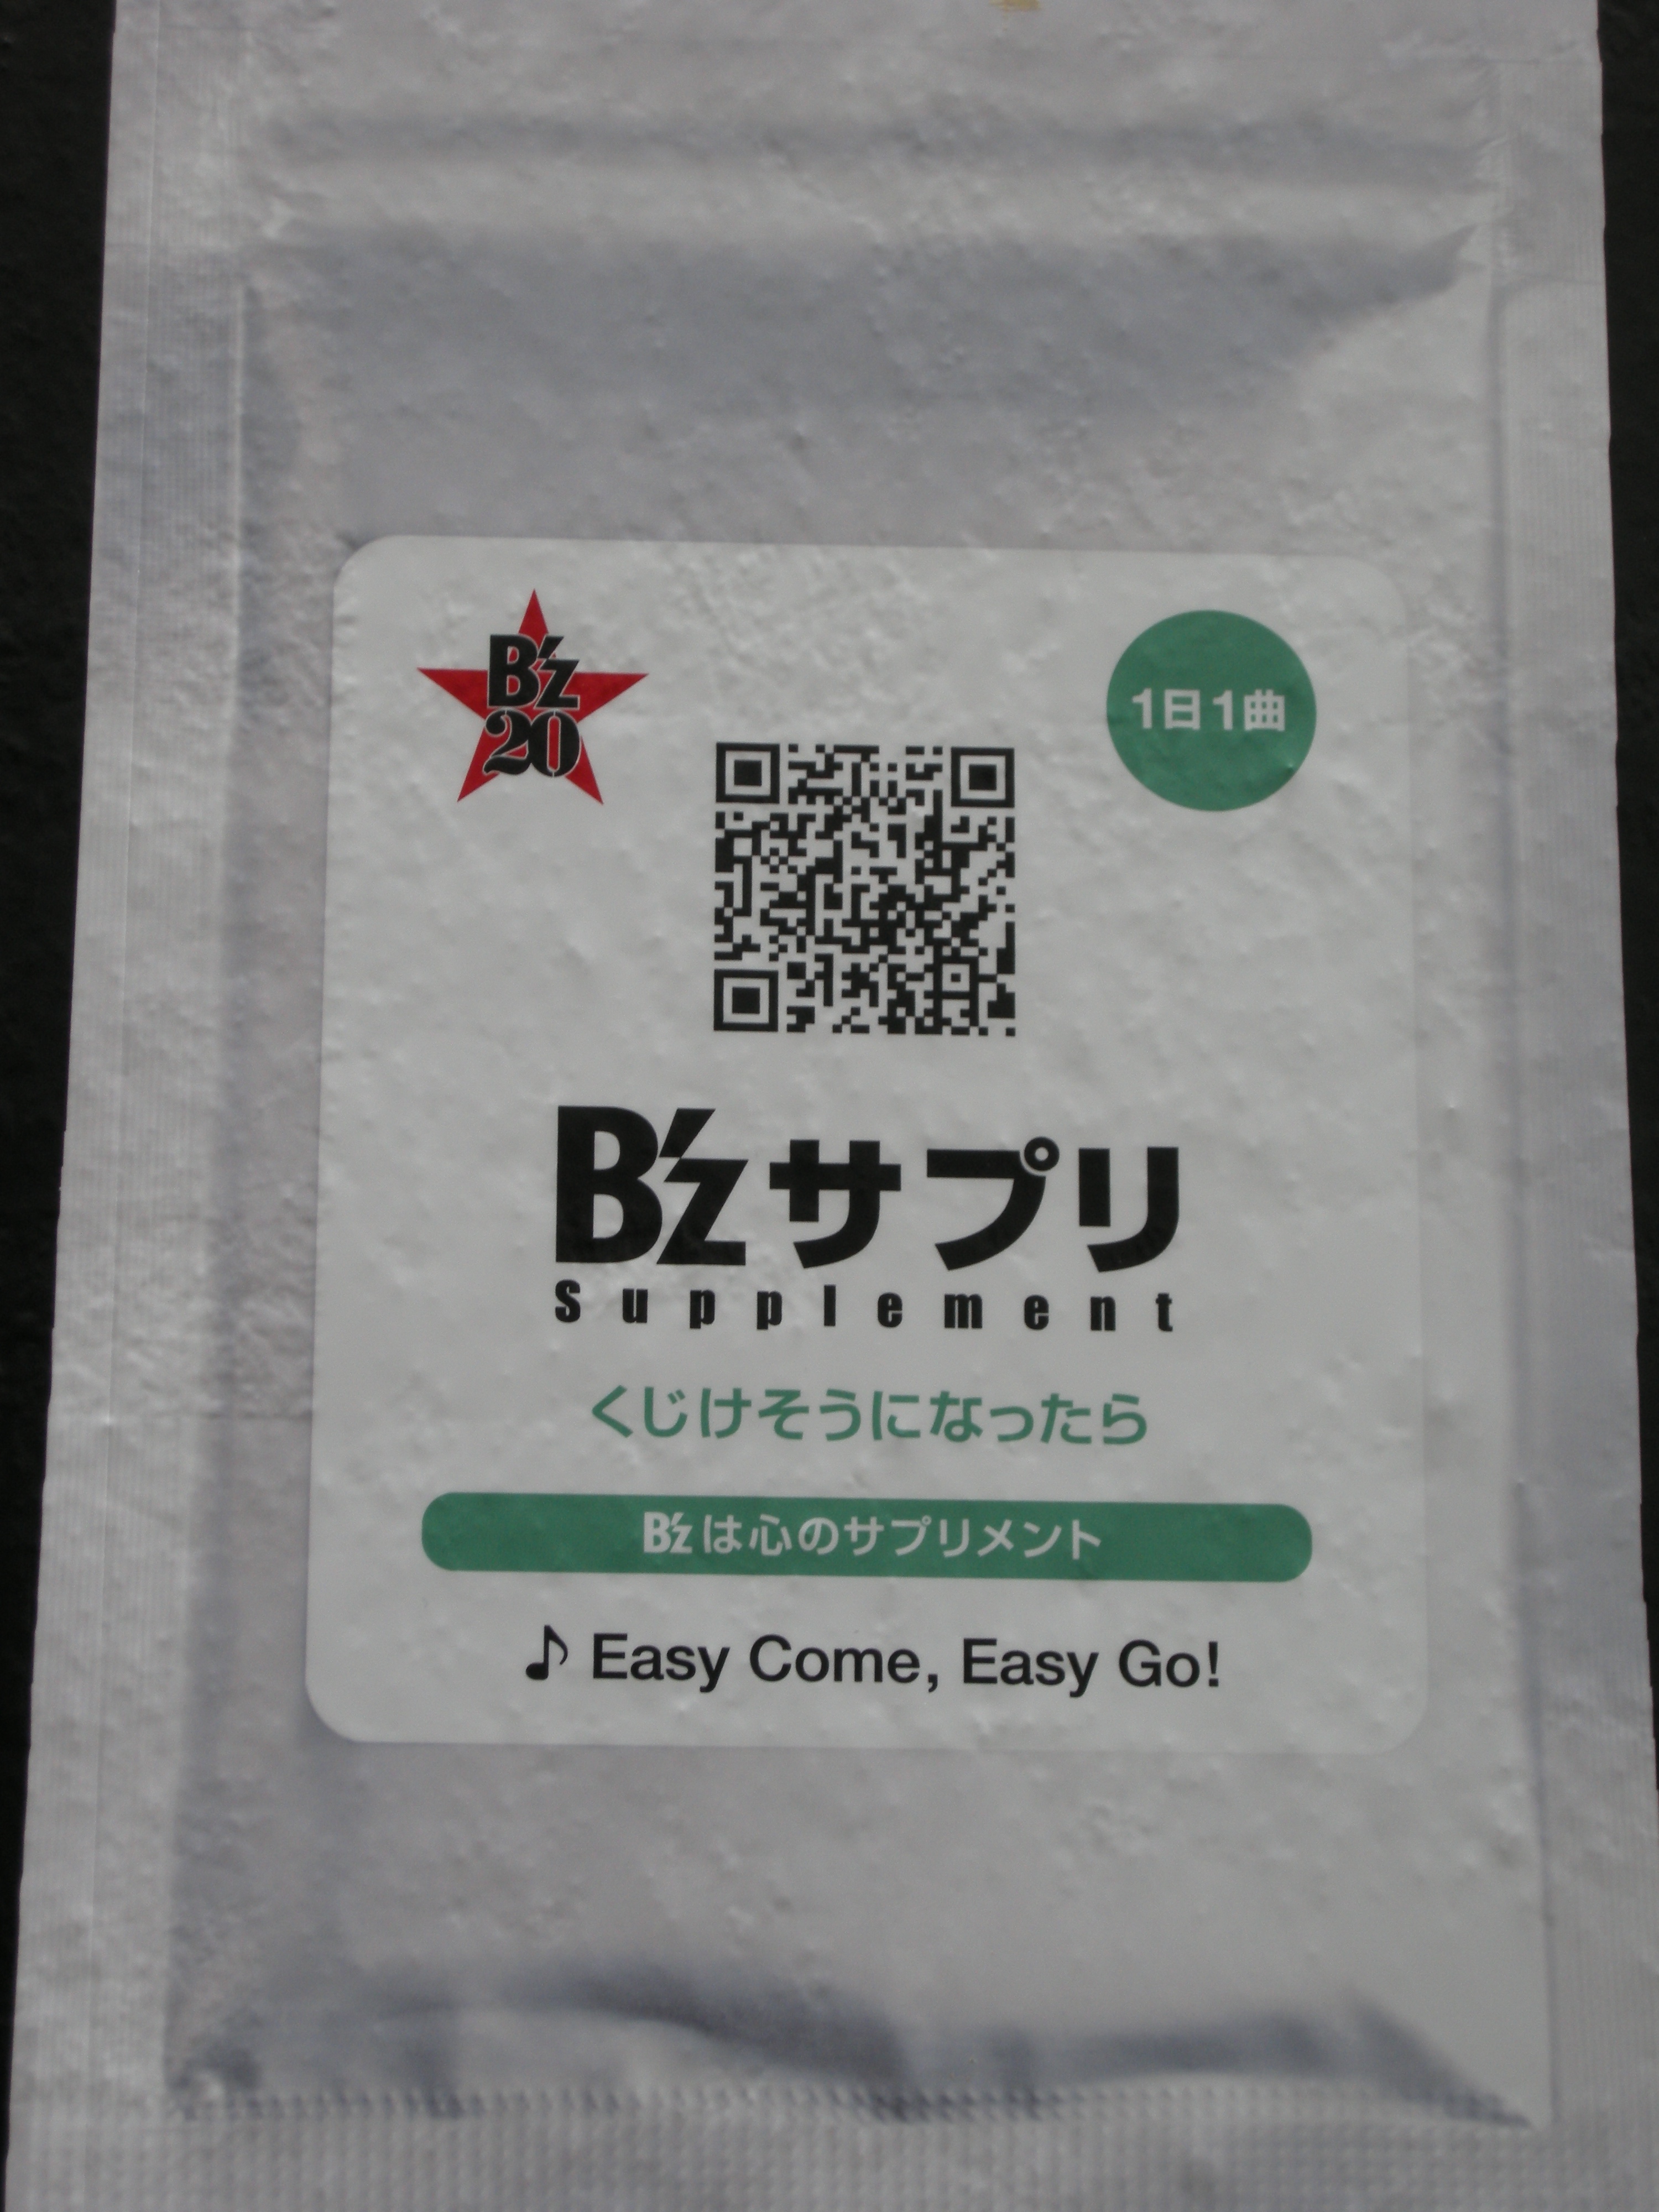 B'z
20
1日1曲
B'zサプリ
Supplement
くじけそうになったら
B'zは心のサプリメント
♪ Easy Come, Easy Go!